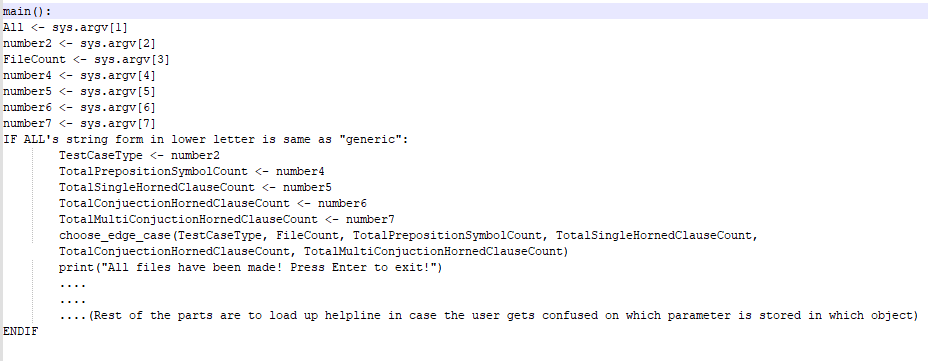 main():
All <- sys.argv[1]
number2 <- sys.argv[2]
FileCount <- sys.argv[3]
number4 <- sys.argv[4]
number5 <- sys.argv[5]
number6 <- sys.argv[6]
number7 <- sys.argv[7]
IF ALL's string form in lower letter is same as "generic":
TestCaseType <- number2
TotalPrepositionSymbolCount <- number4
TotalSingleHornedClauseCount <- number5
TotalConjuectionHornedClauseCount <- number6
TotalMultiConjuctionHornedClauseCount <- number7
choose_edge_case(TestCaseType, FileCount, TotalPrepositionSymbolCount, TotalSingleHornedClauseCount,
TotalConjuectionHornedClauseCount, TotalMultiConjuctionHornedClauseCount)
print("All files have been made! Press Enter to exit!")
....
....
....(Rest of the parts are to load up helpline in case the user gets confused on which parameter is stored in which object)
ENDIF